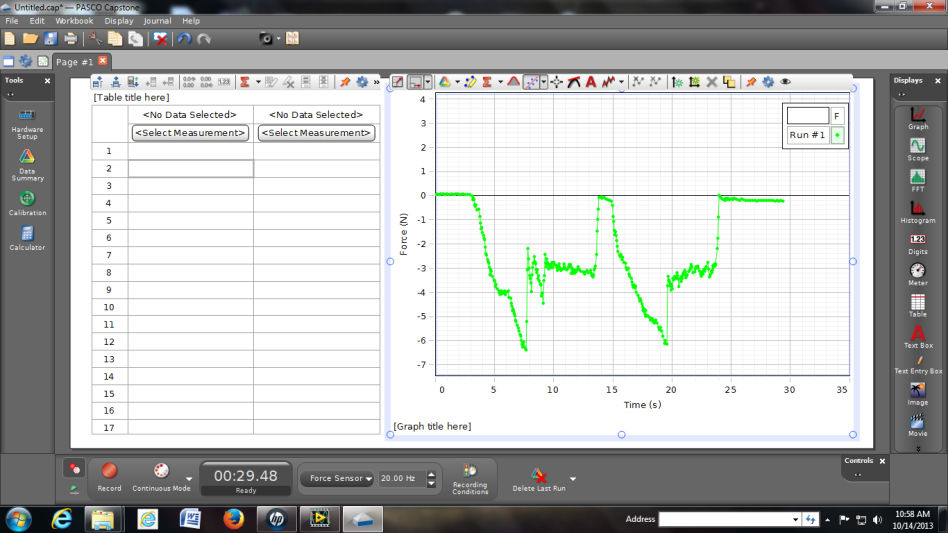 Untitled.cap* — PASCO Capstone
File Edit Workbook Display Journal Help
Page #1
Tools
Hardware
Setup
Data
Summary
Calibration
Calculator
[Table title here]
<No Data Selected> <No Data Selected>
<Select Measurement> <Select Measurement>
1
2
3
4
5
6
7
8
9
10
11
12
13
14
15
16
17
0.0 0.00 1.23
F
Run #1
4
3
2
1
0
-1
-2
-3
-4
-5
-6
-7
Force (N)
0 5 10 15 20 25 30 35
Time (s)
[Graph title here]
Displays
Graph
Scope
FFT
Histogram
1.23
Digits
Meter
Table
Text Box
Text Entry Box
Image
Movie
Controls
Record
Continuous Mode
00:29.48
Ready
Force Sensor
20.00 Hz
Recording
Conditions
Delete Last Run
Address
10:58 AM
10/14/2013